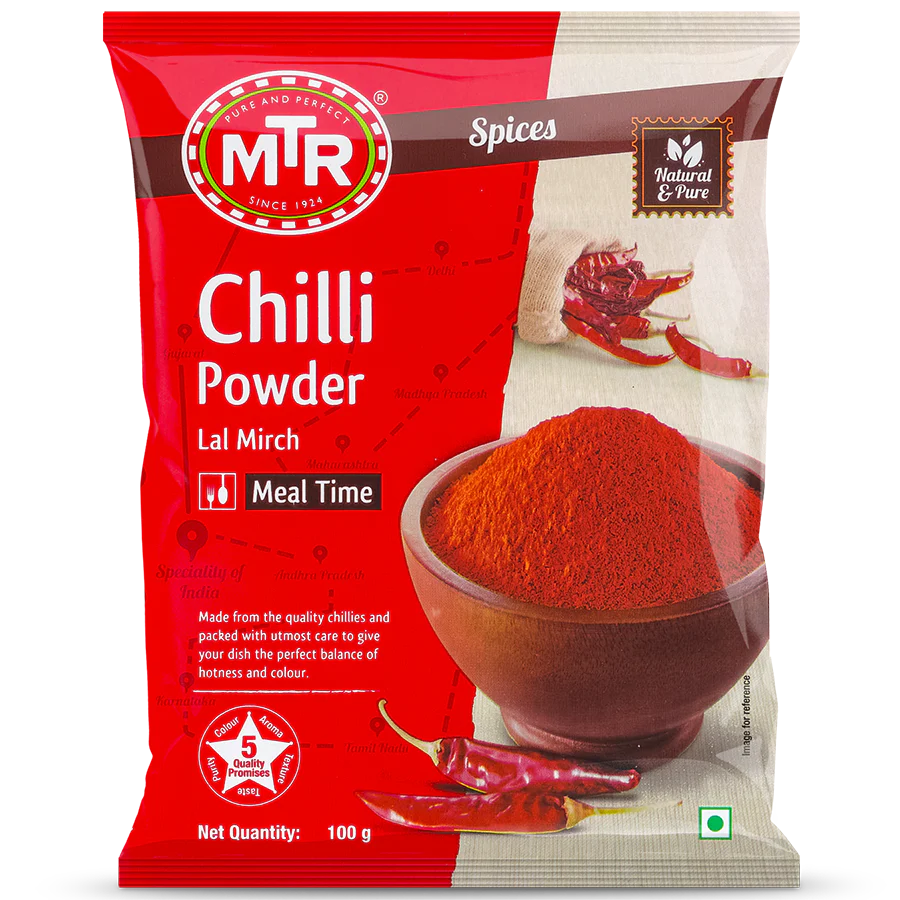 PURE AND PERFECT
MTR
®
SINCE 1924
Spices
Natural
& Pure
Chilli
Powder
Lal Mirch
Meal Time
Delhi
Gujarat
Madhya Pradesh
Maharashtra
Speciality of
India
Andhra Pradesh
Made from the quality chillies and
packed with utmost care to give
your dish the perfect balance of
hotness and colour.
Karnataka
Tamil Nadu
Colour
Aroma
Texture
Taste
Purity
5
Quality
Promises
Net Quantity: 100 g
Image for reference